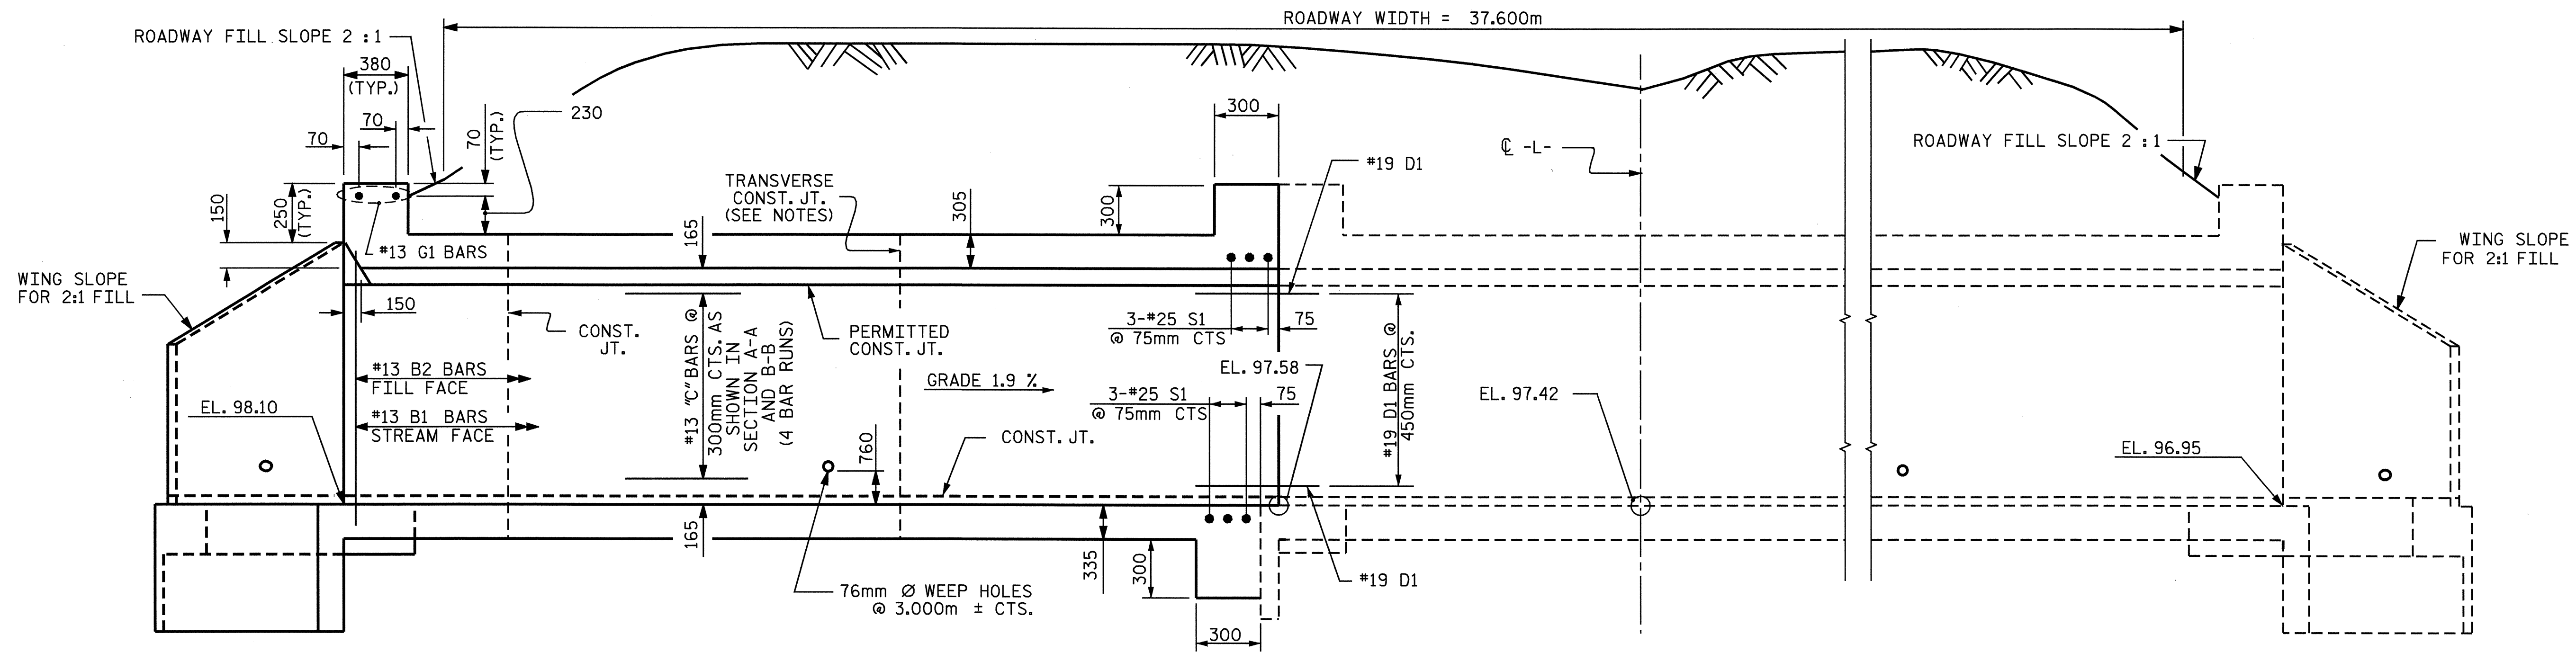 ROADWAY WIDTH = 37.600m
ROADWAY FILL SLOPE 2 : 1
380
(TYP.)
70
70
70
(TYP.)
230
300
℄ -L-
ROADWAY FILL SLOPE 2 : 1
#19 D1
TRANSVERSE
CONST. JT.
(SEE NOTES)
150
250
(TYP.)
#13 G1 BARS
165
305
300
WING SLOPE
FOR 2:1 FILL
WING SLOPE
FOR 2:1 FILL
150
CONST.
JT.
#13 "C" BARS @
300mm CTS. AS
SHOWN IN
SECTION A-A
AND B-B
(4 BAR RUNS)
PERMITTED
CONST. JT.
3-#25 S1
@ 75mm CTS
75
#19 D1 BARS @
450mm CTS.
#13 B2 BARS
FILL FACE
GRADE 1.9 %
EL. 97.58
EL. 98.10
#13 B1 BARS
STREAM FACE
3-#25 S1
@ 75mm CTS
75
EL. 97.42
CONST. JT.
760
EL. 96.95
165
335
300
#19 D1
76mm Ø WEEP HOLES
@ 3.000m ± CTS.
300